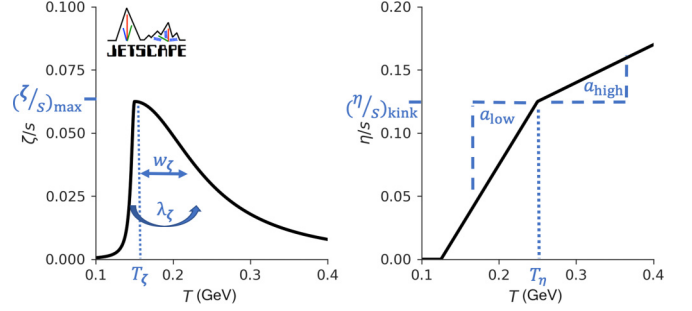 JETSCAPE
0.100
0.075
(ζ/s)max
0.050
0.025
0.000
ζ/s
wζ
λζ
0.1
0.2
0.3
0.4
Tζ
T (GeV)
0.20
0.15
(η/s)kink
0.10
0.05
0.00
η/s
alow
ahigh
0.1
0.2
0.3
0.4
Tη
T (GeV)